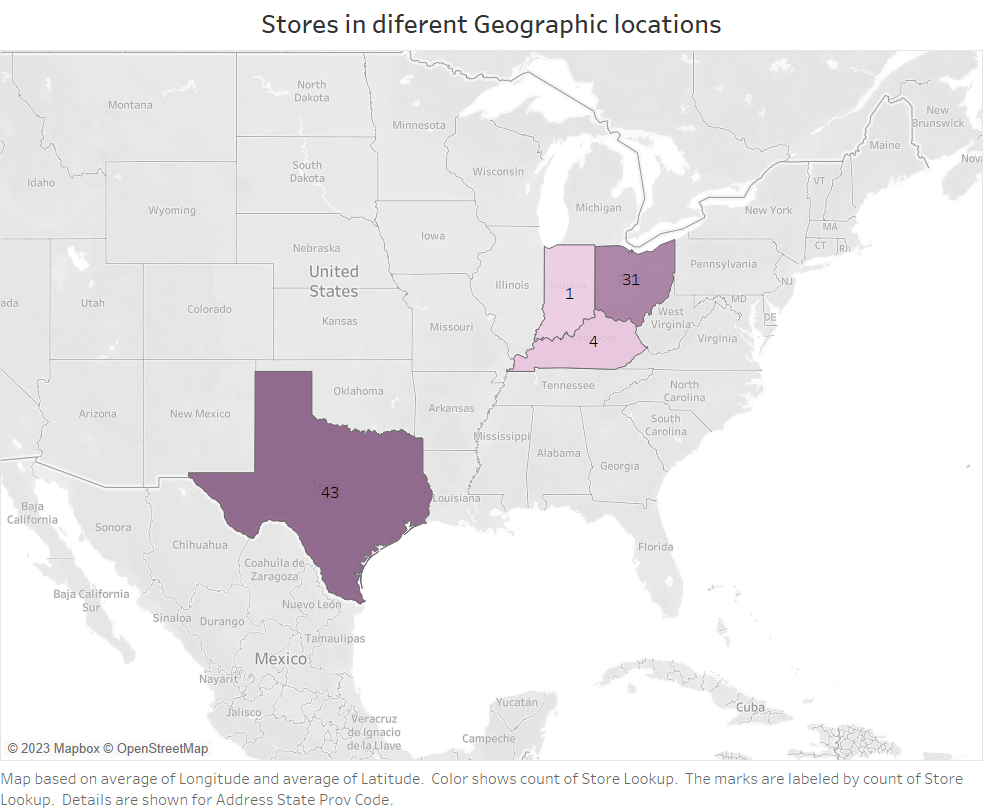 Stores in diferent Geographic locations
North
Dakota
Montana
Minnesota
New
Brunswick
Maine
Nova
South
Dakota
Wisconsin
Idaho
VT
Michigan
Wyoming
New York
MA
Iowa
CT
RI
Nebraska
Pennsylvania
United
States
31
Illinois
Indiana
NJ
1
MD
ada
Utah
Colorado
West
Virginia
DE
Kansas
Missouri
Virginia
4
Tennessee
Oklahoma
North
Carolina
Arkansas
Arizona
New Mexico
South
Carolina
Mississippi
Alabama
Georgia
43
Louisiana
Baja
California
Sonora
Chihuahua
Florida
Coahuila de
Zaragoza
Baja California
Sur
Nuevo León
Sinaloa
Durango
Tamaulipas
Mexico
Nayarit
Yucatán
Cuba
Jalisco
Veracruz
de Ignacio
de la Llave
Campeche
© 2023 Mapbox © OpenStreetMap
Map based on average of Longitude and average of Latitude.  Color shows count of Store Lookup.  The marks are labeled by count of Store
Lookup.  Details are shown for Address State Prov Code.